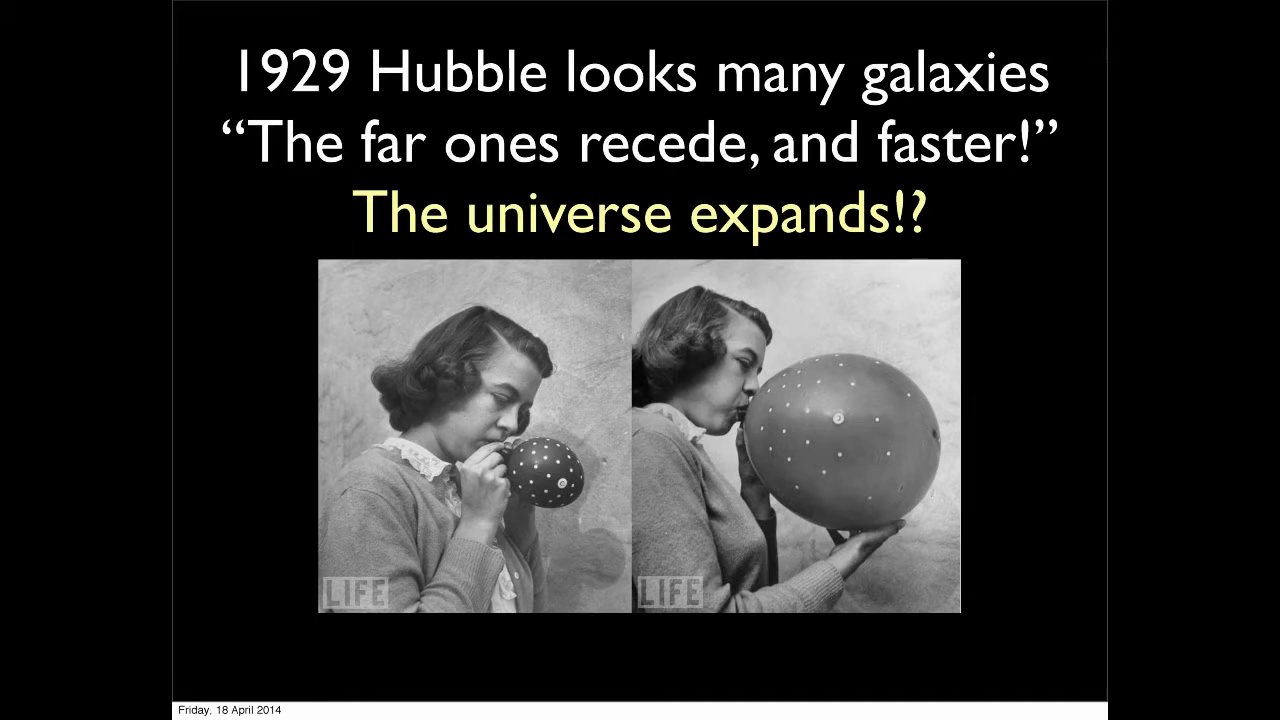 1929 Hubble looks many galaxies
“The far ones recede, and faster!”
The universe expands!?
LIFE
LIFE
Friday, 18 April 2014